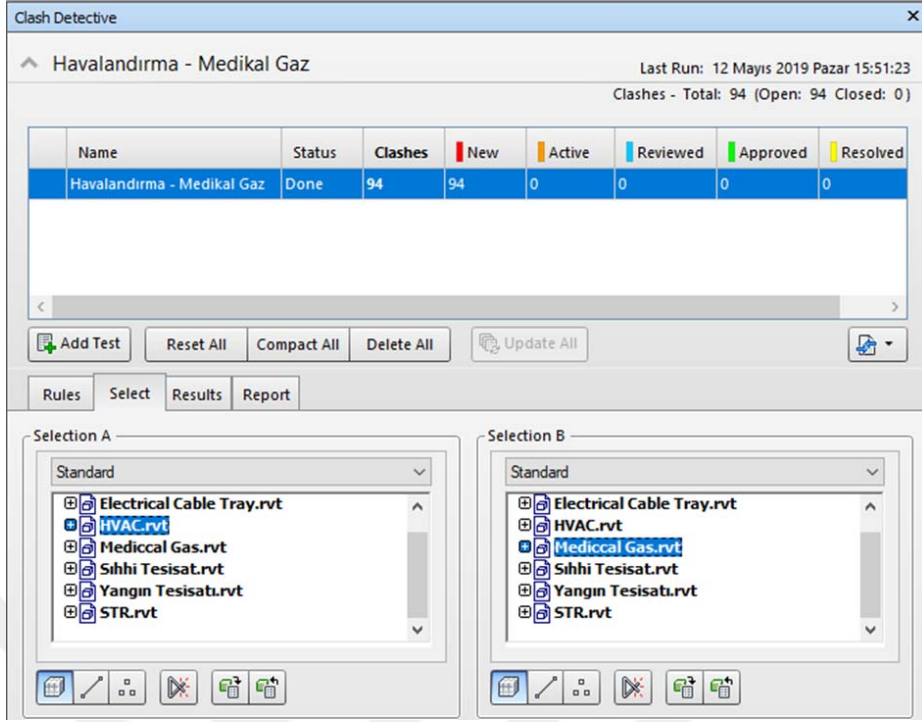 Clash Detective
Havalandırma - Medikal Gaz
Last Run: 12 Mayıs 2019 Pazar 15:51:23
Clashes - Total: 94 (Open: 94 Closed: 0)
Name Status Clashes New Active Reviewed Approved Resolved
Havalandırma - Medikal Gaz Done 94 94 0 0 0 0
Add Test Reset All Compact All Delete All Update All
Rules Select Results Report
Selection A
Standard
Electrical Cable Tray.rvt
HVAC.rvt
Mediccal Gas.rvt
Sıhhi Tesisat.rvt
Yangın Tesisatı.rvt
STR.rvt
Selection B
Standard
Electrical Cable Tray.rvt
HVAC.rvt
Mediccal Gas.rvt
Sıhhi Tesisat.rvt
Yangın Tesisatı.rvt
STR.rvt